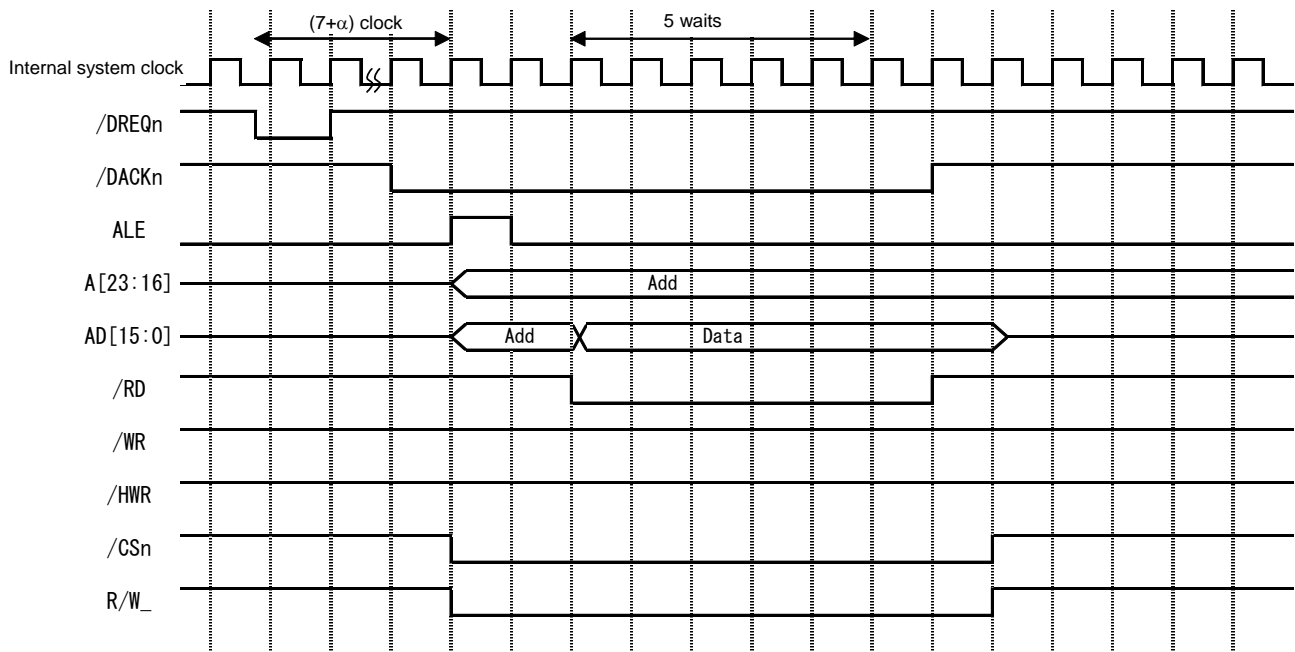 (7+α) clock
5 waits
Internal system clock
/DREQn
/DACKn
ALE
A[23:16]
Add
AD[15:0]
Add
Data
/RD
/WR
/HWR
/CSn
R/W_